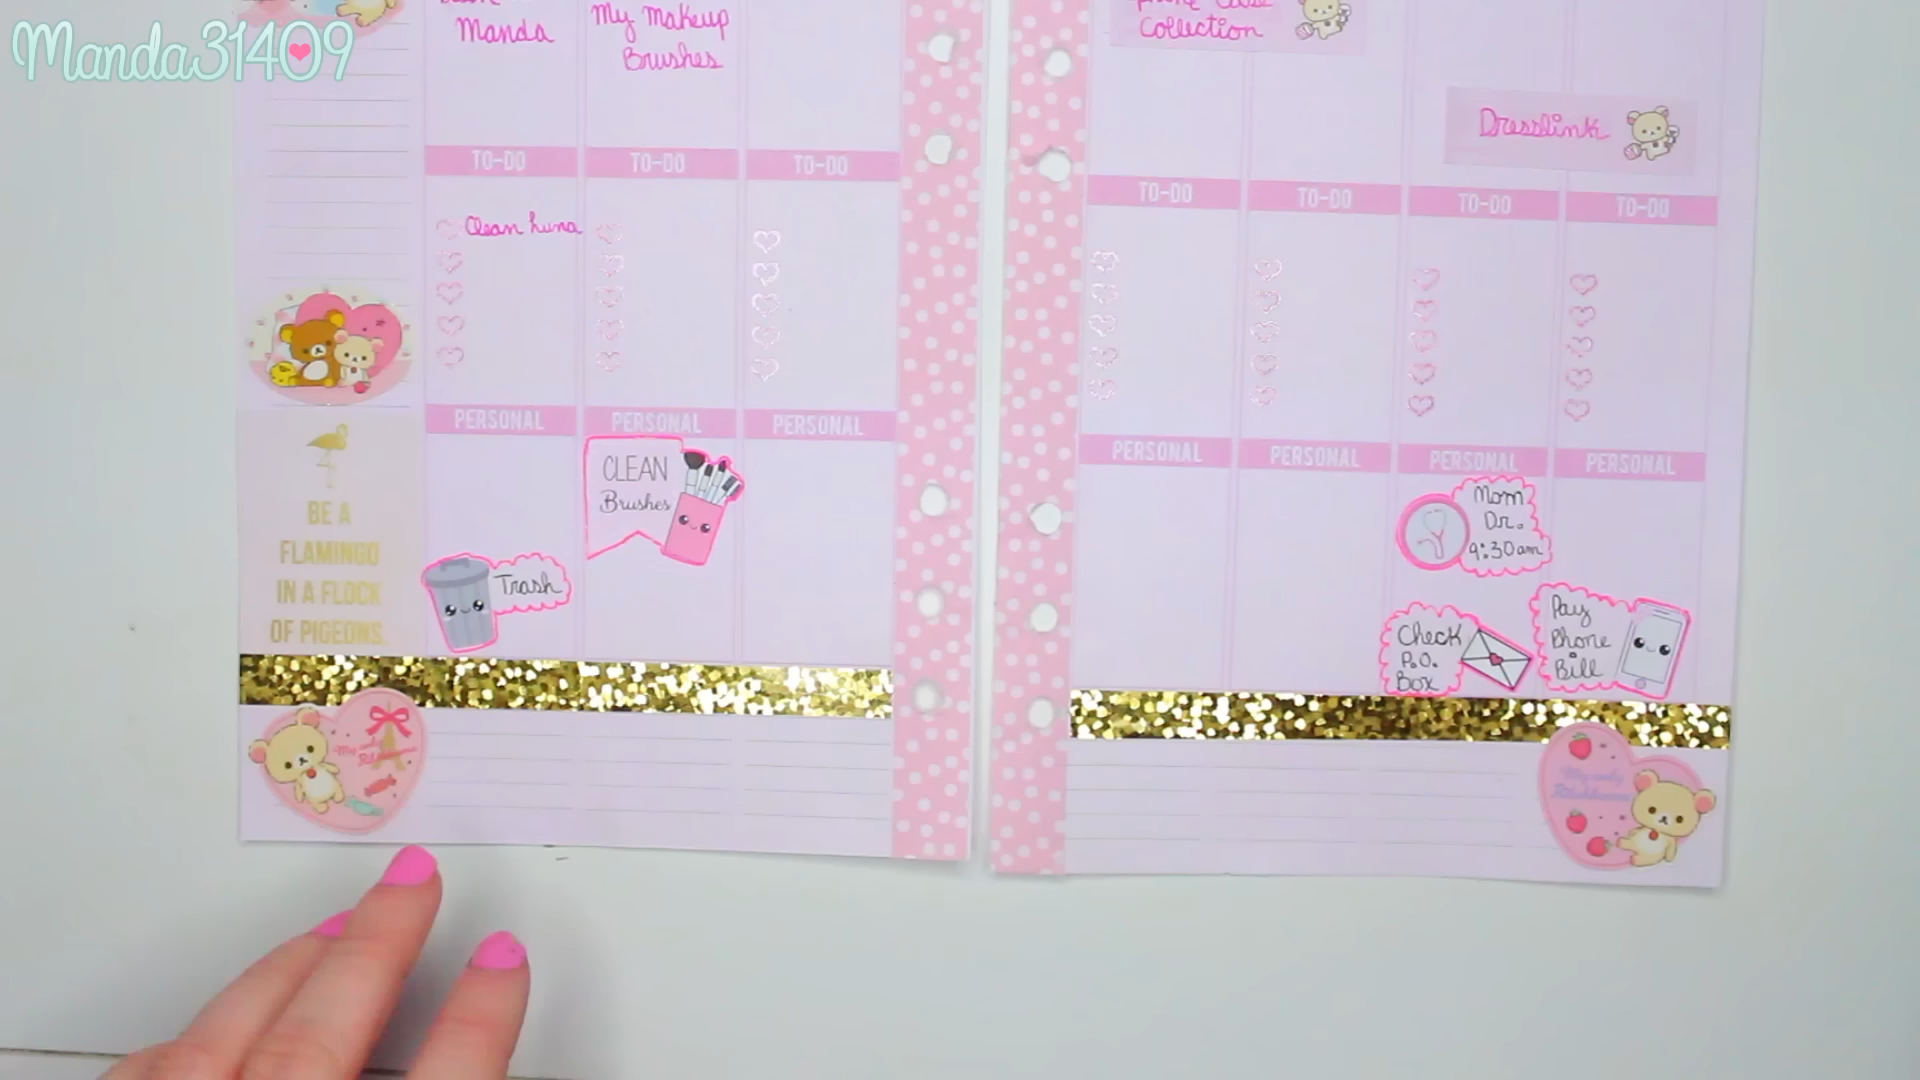 Manda31409
Manda
My Makeup
Brushes
Collection
Dresslink
TO-DO
TO-DO
TO-DO
TO-DO
TO-DO
TO-DO
TO-DO
Clean huna
PERSONAL
PERSONAL
PERSONAL
PERSONAL
PERSONAL
PERSONAL
PERSONAL
CLEAN
Brushes
Trash
BE A
FLAMINGO
IN A FLOCK
OF PIGEONS.
Mom
Dr.
9:30am
Check
P.O.
Box
Pay
Phone
Bill